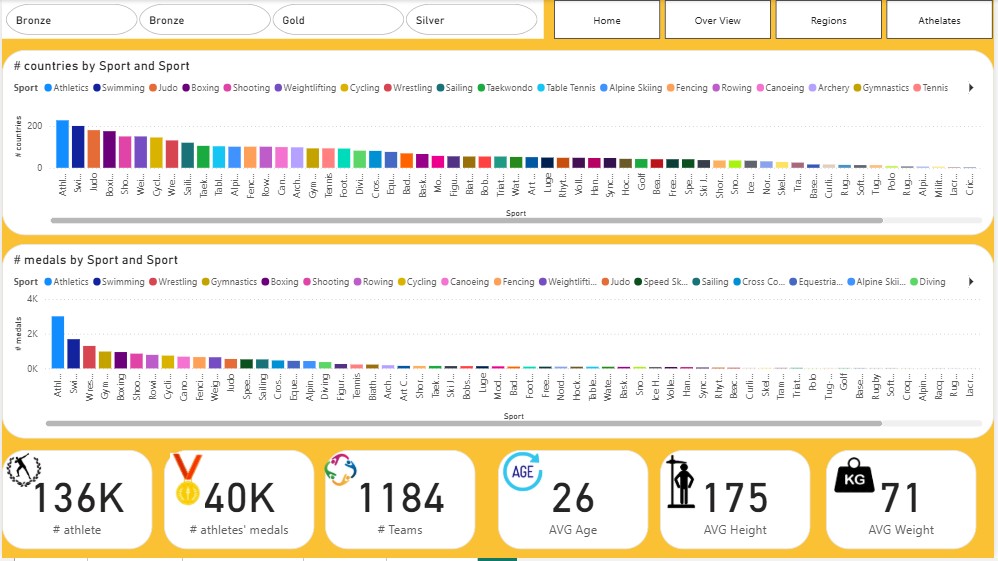 Bronze Bronze Gold Silver Home Over View Regions Athelates
# countries by Sport and Sport
Sport Athletics Swimming Judo Boxing Shooting Weightlifting Cycling Wrestling Sailing Taekwondo Table Tennis Alpine Skiing Fencing Rowing Canoeing Archery Gymnastics Tennis
# countries
200
0
Athl... Swi... Judo Boxi... Sho... Wei... Cycl... Wre... Saili... Taek... Tabl... Alpi... Fenc... Row... Can... Arch... Gym... Tennis Foot... Divi... Cros... Equ... Bad... Bask... Mo... Figu... Biat... Bob... Triat... Wat... Art ... Luge Rhyt... Voll... Han... Sync... Hoc... Golf Bea... Free... Spe... Ski J... Shor... Sno... Ice ... Nor... Skel... Tra... Base... Curli... Rug... Soft... Tug... Polo Rug... Alpi... Milit... Lacr... Cric...
Sport
# medals by Sport and Sport
Sport Athletics Swimming Wrestling Gymnastics Boxing Shooting Rowing Cycling Canoeing Fencing Weightlifti... Judo Speed Sk... Sailing Cross Co... Equestria... Alpine Skii... Diving
# medals
4K
2K
0K
Athl... Swi... Wres... Gym... Boxing Shoo... Rowi... Cycli... Cano... Fenci... Weig... Judo Spee... Sailing Cros... Eque... Alpin... Diving Figur... Tennis Biath... Arch... Art C... Shor... Taek... Ski J... Bobs... Luge Mod... Bad... Foot... Free... Nord... Hock... Table... Wate... Bask... Sno... Ice H... Volle... Han... Sync... Rhyt... Beac... Curli... Skel... Tram... Triat... Polo Tug-... Golf Base... Rugby Soft... Croq... Alpin... Racq... Rug... Lacr...
Sport
AGE KG
136K 40K 1184 26 175 71
# athlete # athletes' medals # Teams AVG Age AVG Height AVG Weight